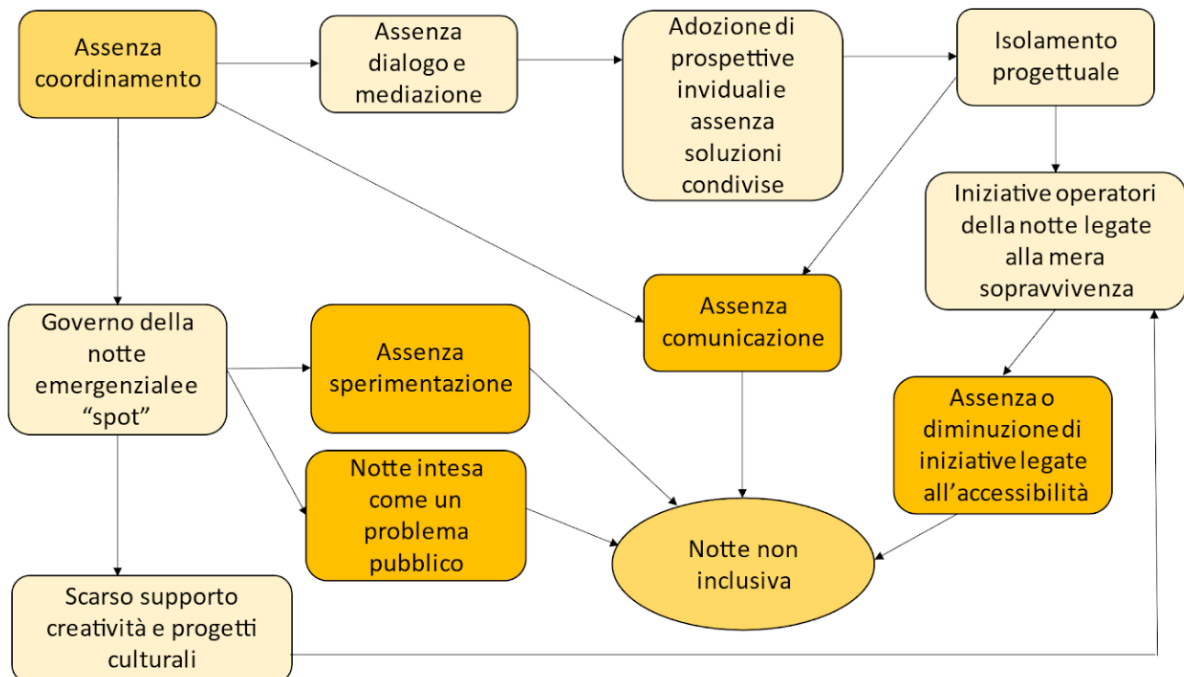 Assenza
coordinamento
Assenza
dialogo e
mediazione
Adozione di
prospettive
inviduali e
assenza
soluzioni
condivise
Isolamento
progettuale
Iniziative operatori
della notte legate
alla mera
sopravvivenza
Governo della
notte
emergenziale e
“spot”
Assenza
sperimentazione
Assenza
comunicazione
Assenza o
diminuzione di
iniziative legate
all’accessibilità
Notte intesa
come un
problema
pubblico
Notte non
inclusiva
Scarso supporto
creatività e progetti
culturali